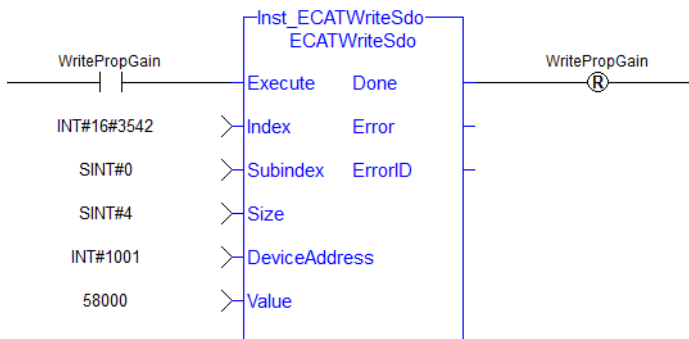 Inst_ECATWriteSdo
ECATWriteSdo
WritePropGain
WritePropGain
R
Execute Done
INT#16#3542 Index Error
SINT#0 Subindex ErrorID
SINT#4 Size
INT#1001 DeviceAddress
58000 Value